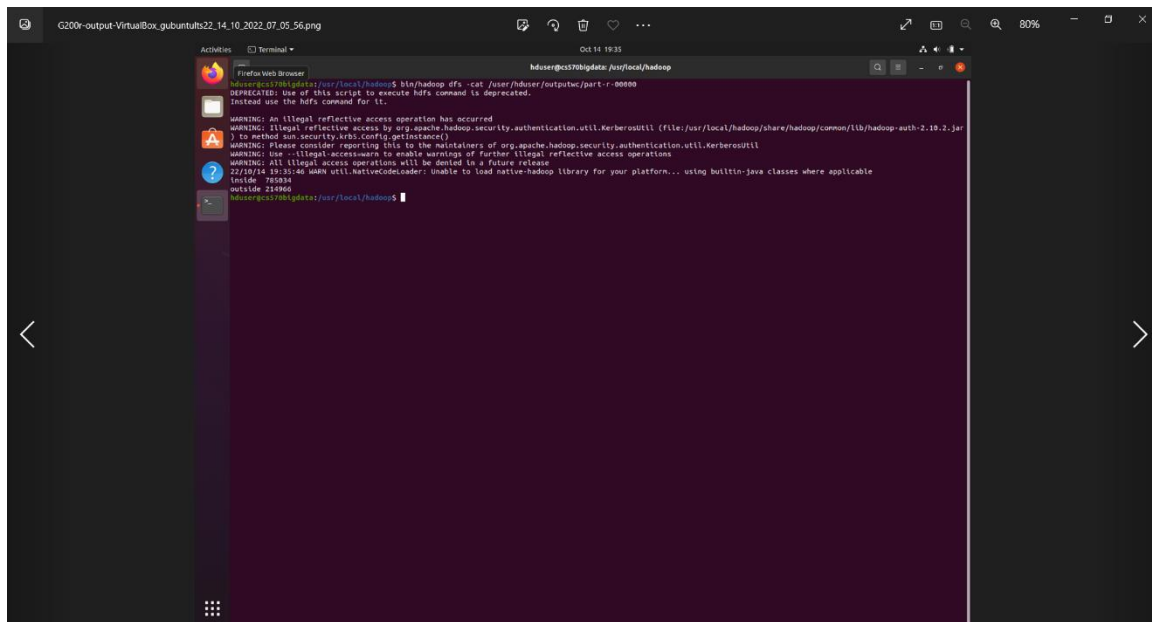 G200r-output-VirtualBox_gubuntults22_14_10_2022_07_05_56.png
80%
Activities Terminal
Oct 14 19:35
hduser@cs570bigdata: /usr/local/hadoop
Firefox Web Browser
hduser@cs570bigdata:/usr/local/hadoop$ bin/hadoop dfs -cat /user/hduser/outputwc/part-r-00000
DEPRECATED: Use of this script to execute hdfs command is deprecated.
Instead use the hdfs command for it.
WARNING: An illegal reflective access operation has occurred
WARNING: Illegal reflective access by org.apache.hadoop.security.authentication.util.KerberosUtil (file:/usr/local/hadoop/share/hadoop/common/lib/hadoop-auth-2.10.2.jar
) to method sun.security.krb5.Config.getInstance()
WARNING: Please consider reporting this to the maintainers of org.apache.hadoop.security.authentication.util.KerberosUtil
WARNING: Use --illegal-access=warn to enable warnings of further illegal reflective access operations
WARNING: All illegal access operations will be denied in a future release
22/10/14 19:35:46 WARN util.NativeCodeLoader: Unable to load native-hadoop library for your platform... using builtin-java classes where applicable
inside 785034
outside 214966
hduser@cs570bigdata:/usr/local/hadoop$